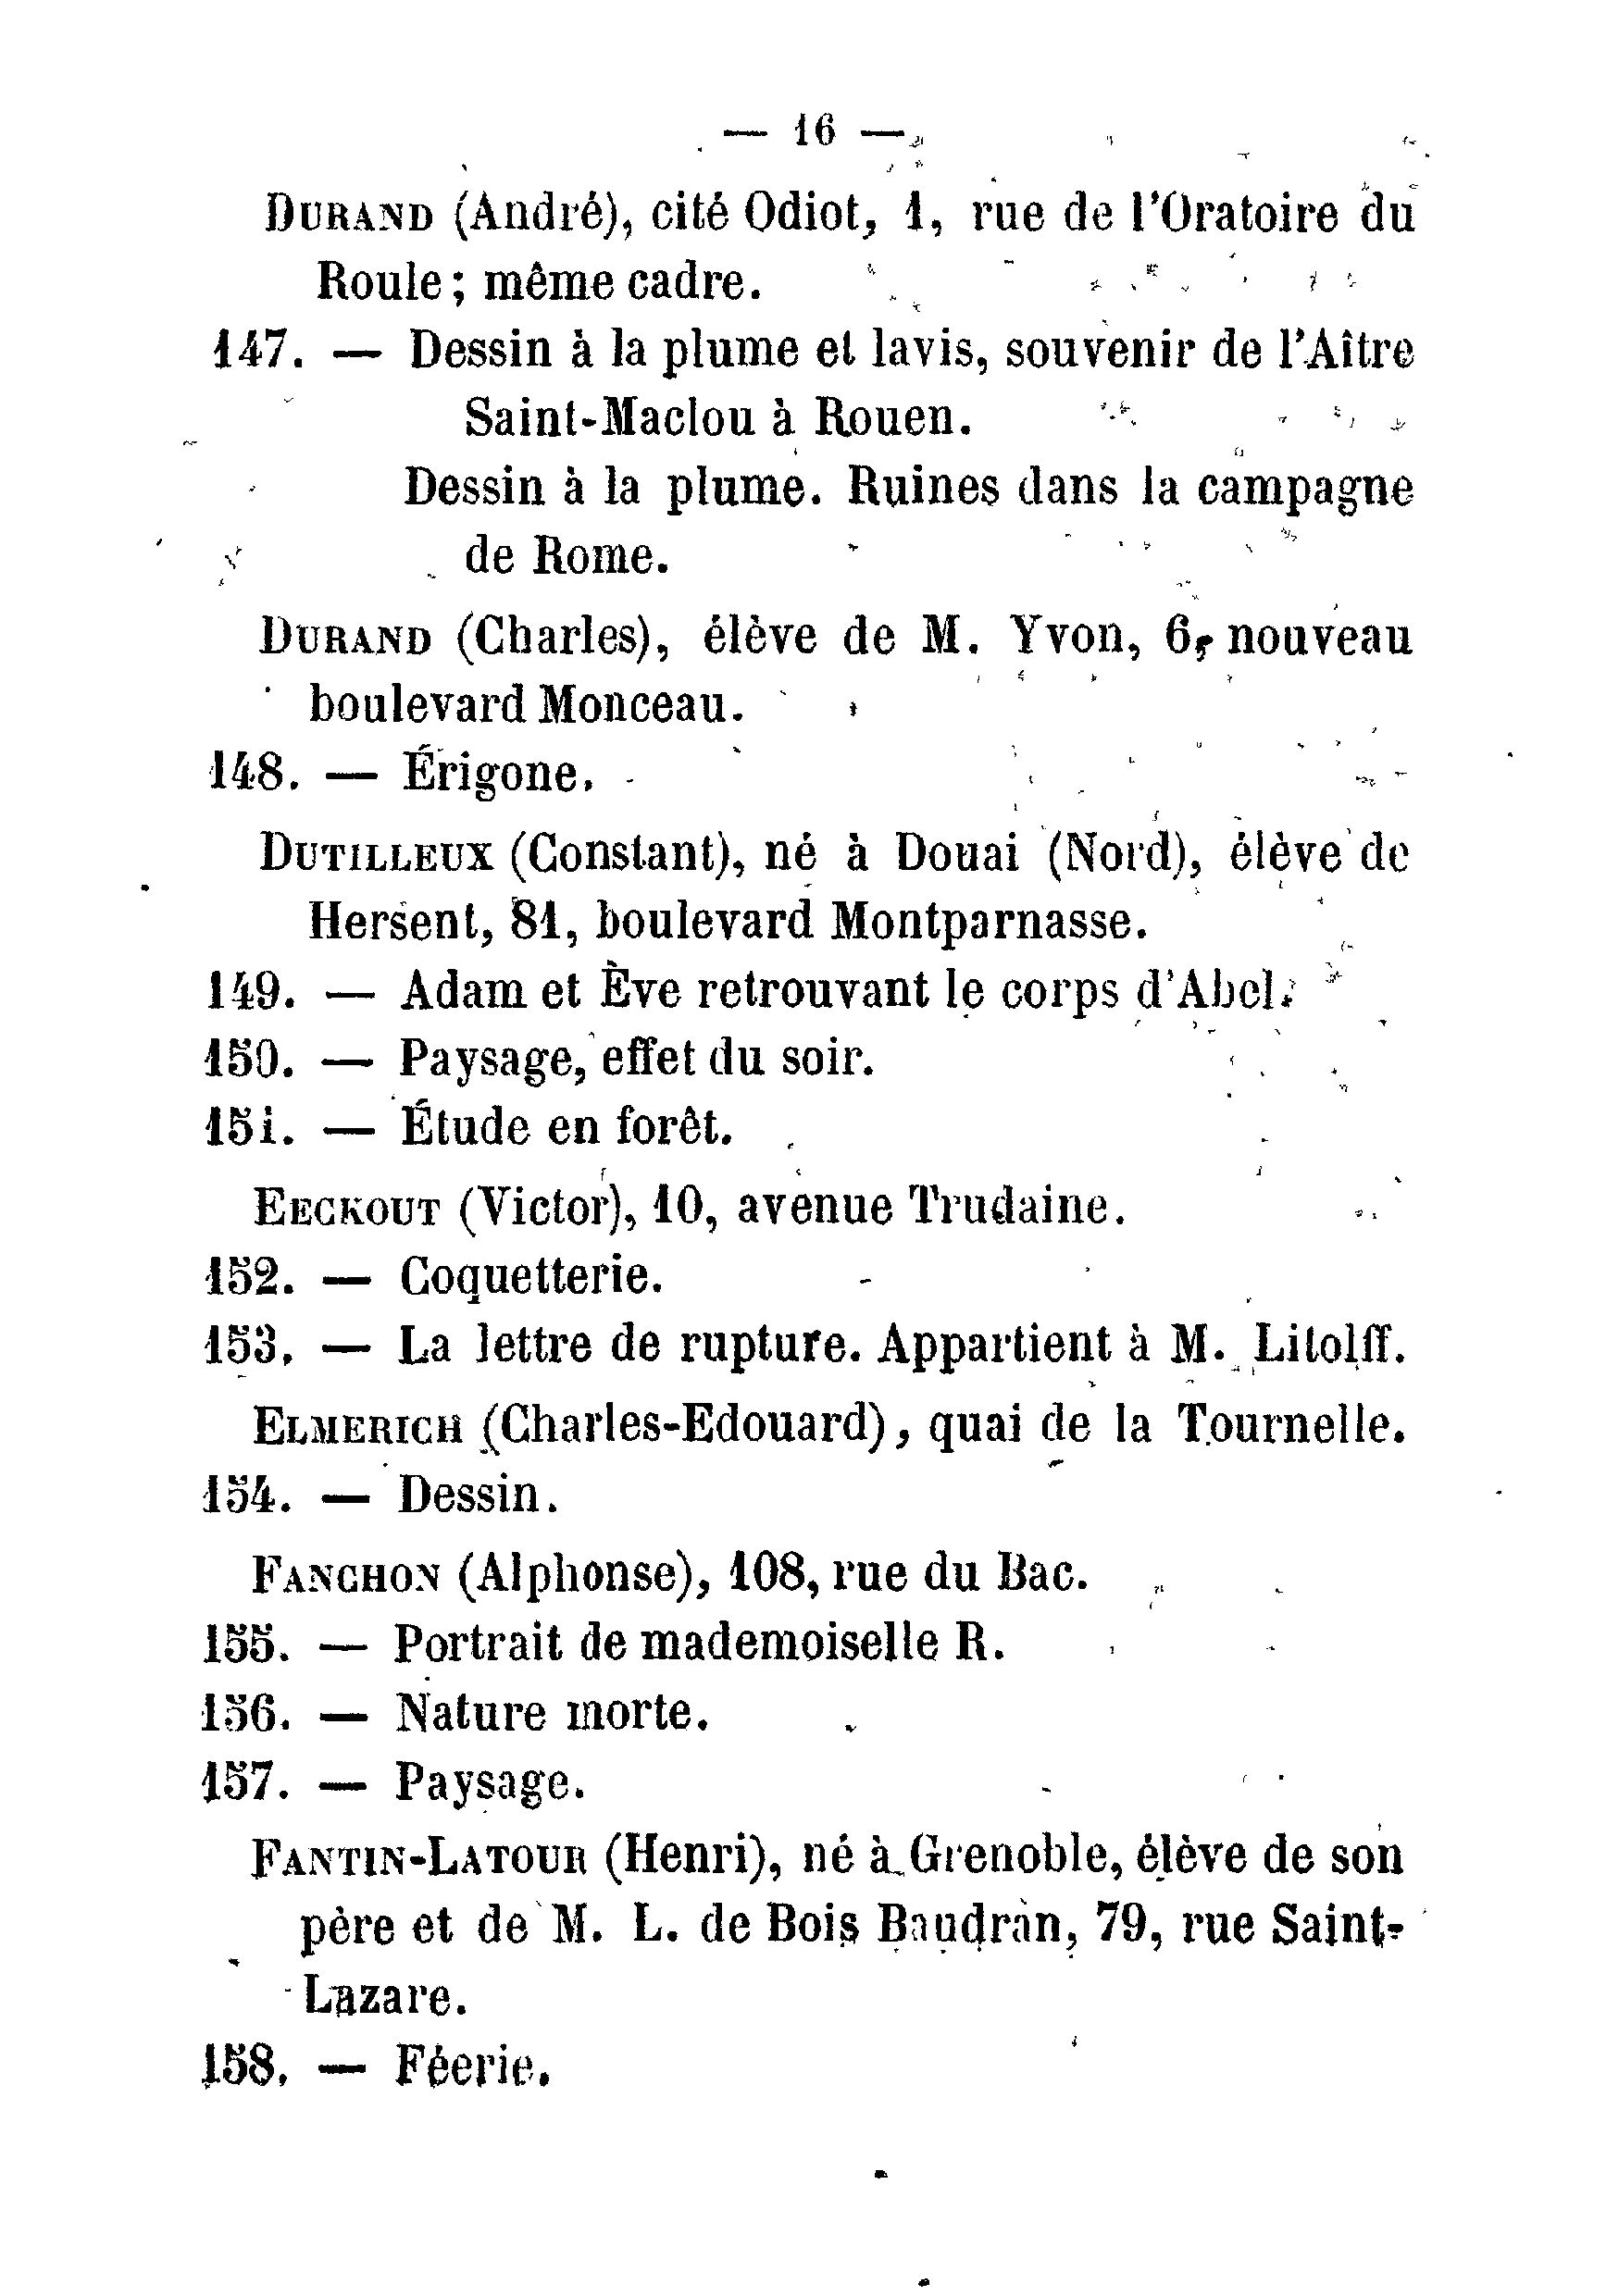 — 16 —
DURAND (André), cité Odiot, 1, rue de l'Oratoire du
Roule ; même cadre.
147. — Dessin à la plume et lavis, souvenir de l'Aître
Saint-Maclou à Rouen.
Dessin à la plume. Ruines dans la campagne
de Rome.
DURAND (Charles), élève de M. Yvon, 6, nouveau
boulevard Monceau.
148. — Érigone.
DUTILLEUX (Constant), né à Douai (Nord), élève de
Hersent, 81, boulevard Montparnasse.
149. — Adam et Ève retrouvant le corps d'Abel.
150. — Paysage, effet du soir.
151. — Étude en forêt.
EECKOUT (Victor), 10, avenue Trudaine.
152. — Coquetterie.
153. — La lettre de rupture. Appartient à M. Litolff.
ELMERICH (Charles-Edouard), quai de la Tournelle.
154. — Dessin.
FANCHON (Alphonse), 108, rue du Bac.
155. — Portrait de mademoiselle R.
156. — Nature morte.
157. — Paysage.
FANTIN-LATOUR (Henri), né à Grenoble, élève de son
père et de M. L. de Bois Baudran, 79, rue Saint-
Lazare.
158. — Féerie.